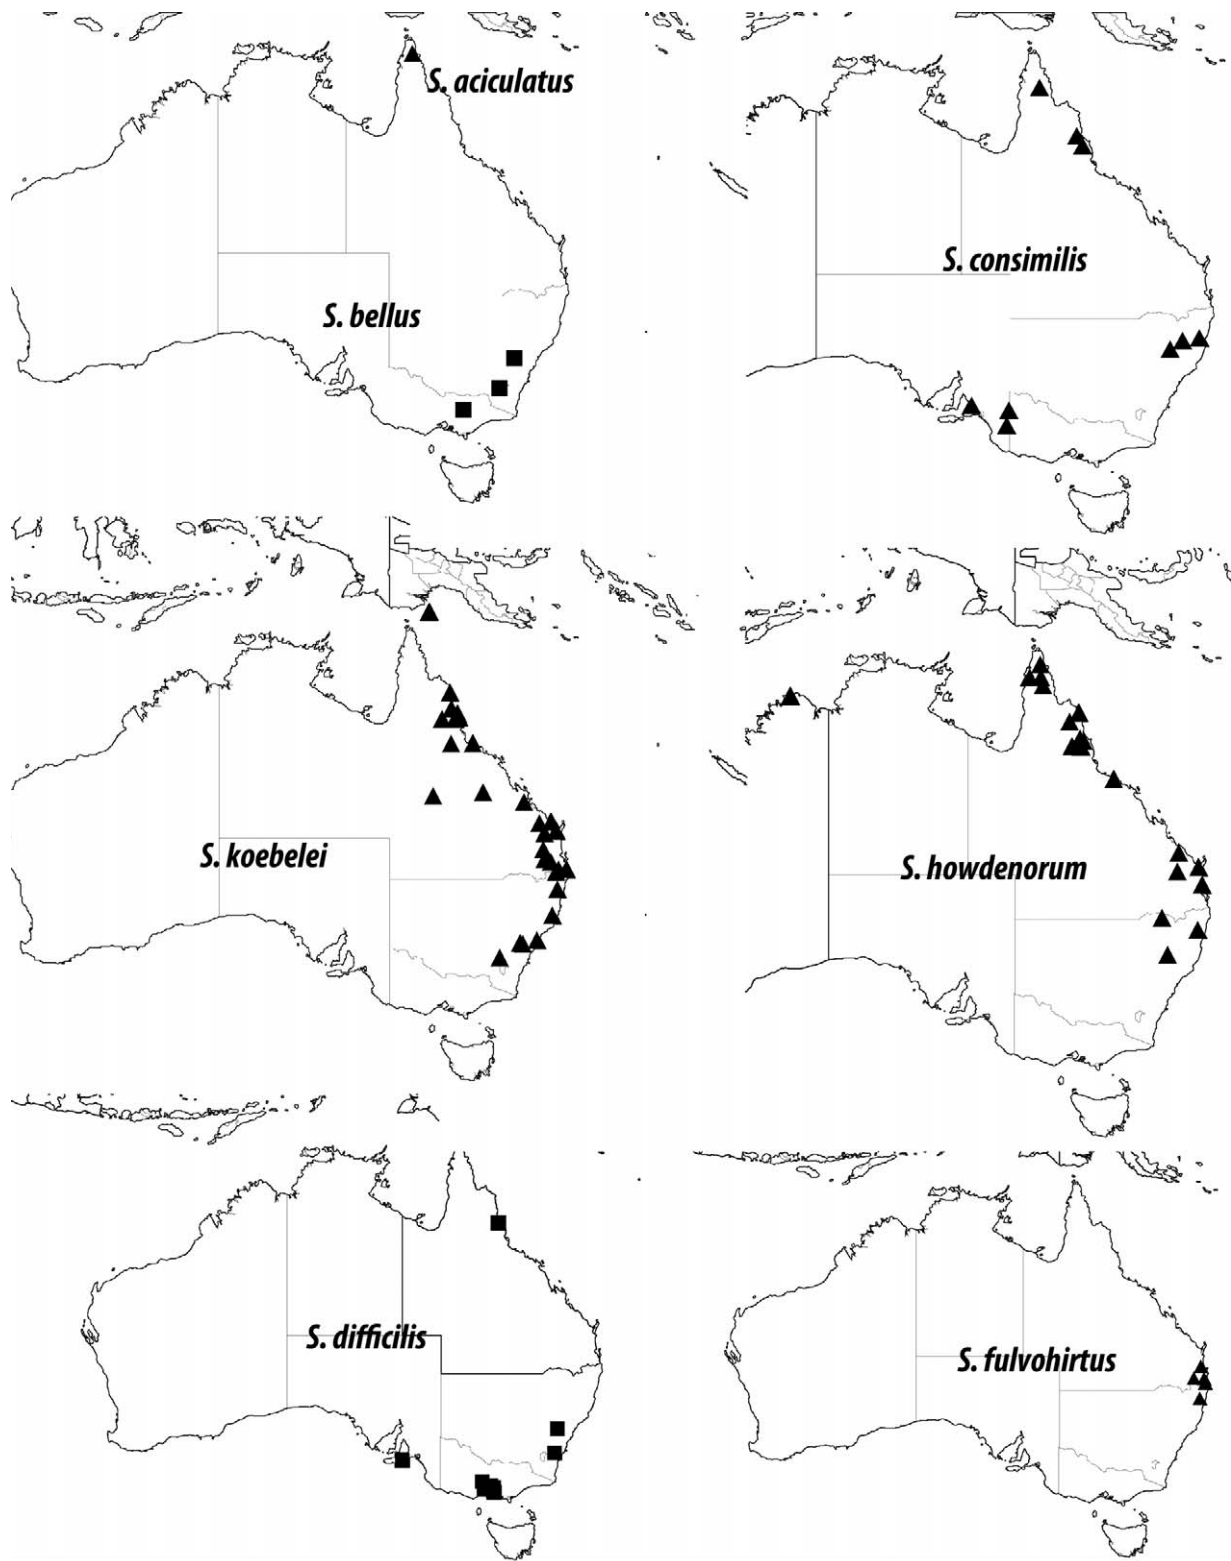 S. aciculatus
S. bellus
S. consimilis
S. koebelei
S. howdenorum
S. difficilis
S. fulvohirtus